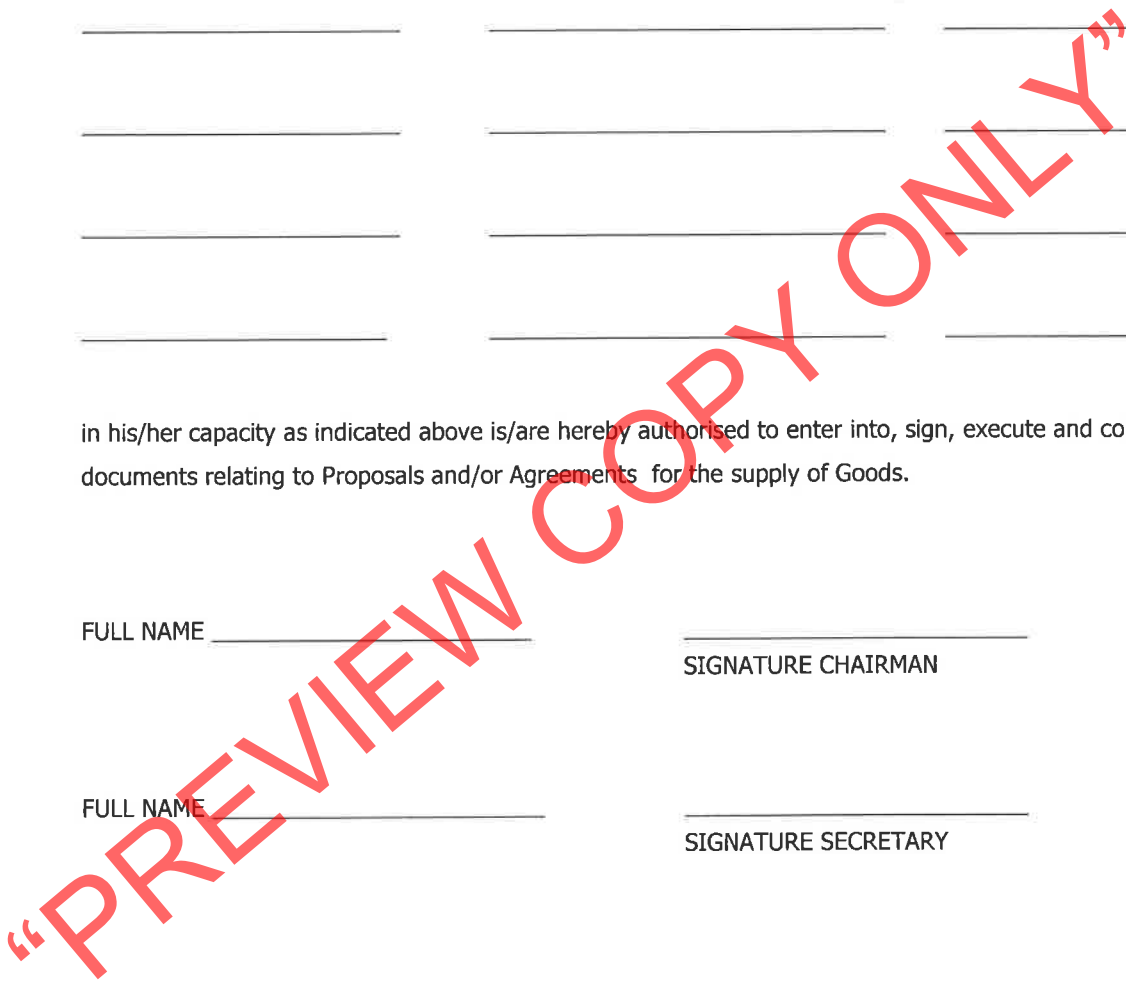 in his/her capacity as indicated above is/are hereby authorised to enter into, sign, execute and co
documents relating to Proposals and/or Agreements for the supply of Goods.
FULL NAME
SIGNATURE CHAIRMAN
FULL NAME
SIGNATURE SECRETARY
“PREVIEW COPY ONLY”